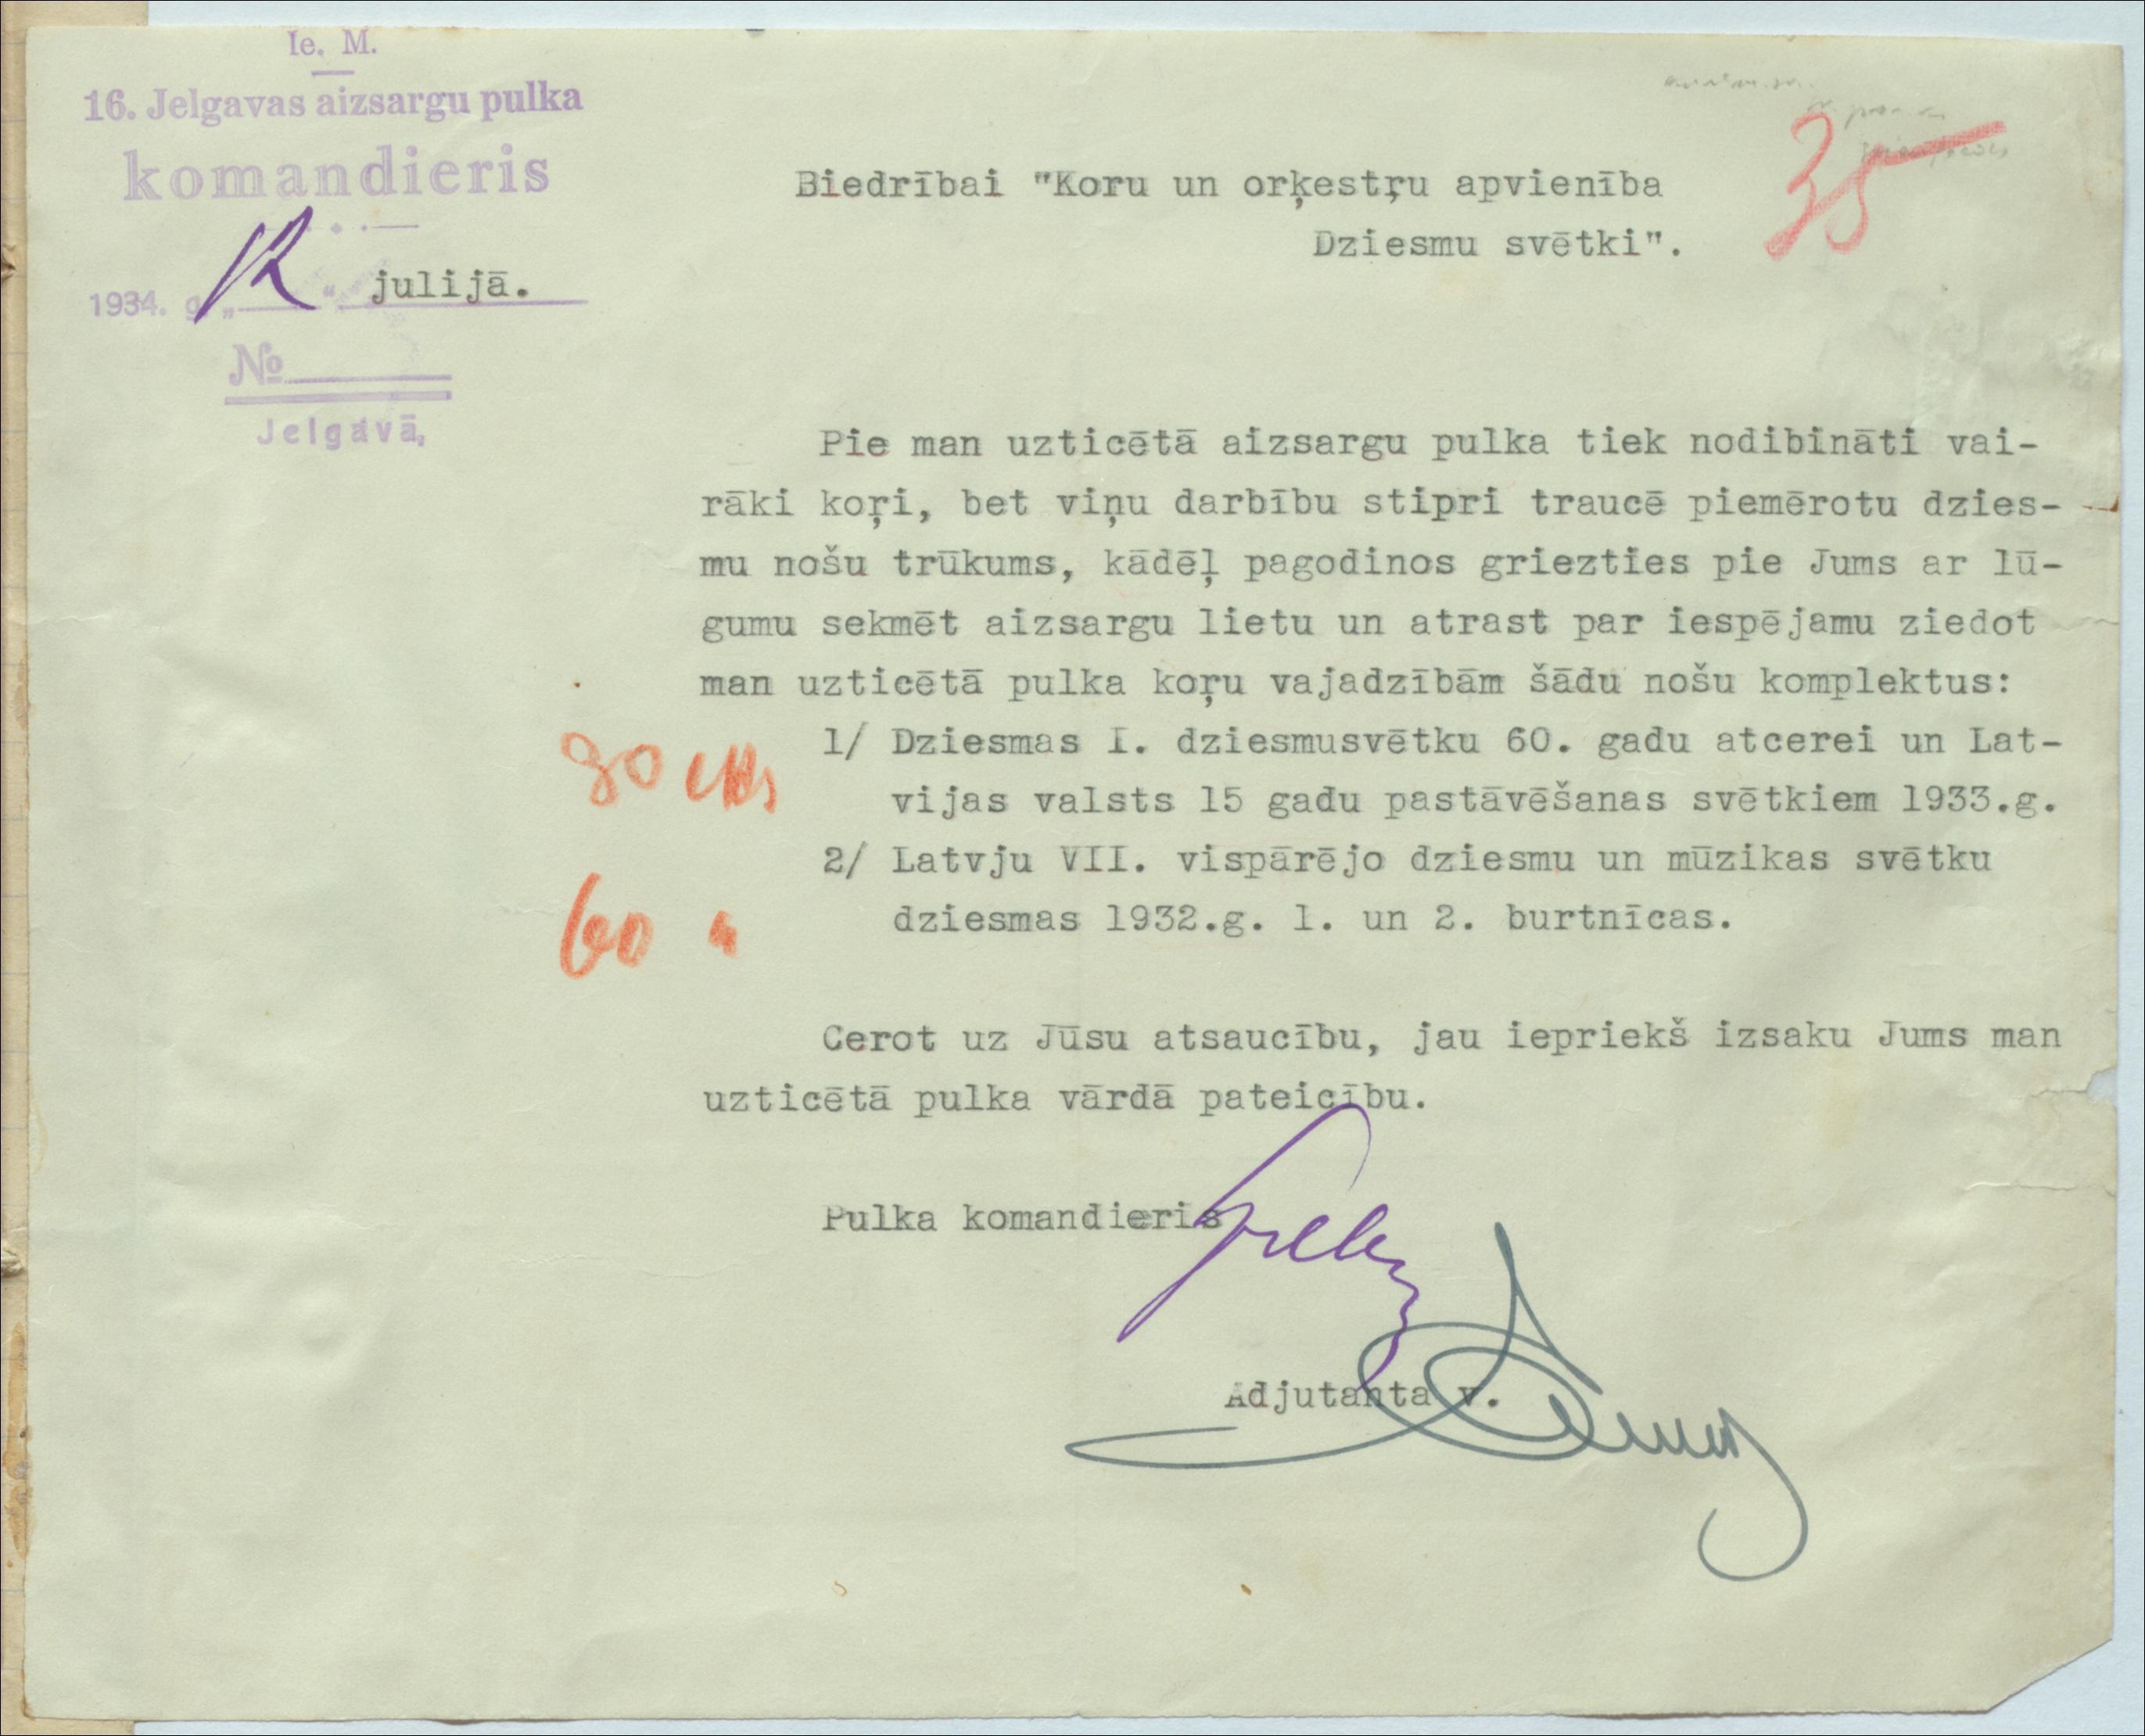 Ie. M.
16. Jelgavas aizsargu pulka
komandieris
1934. g. „12“ julijā.
No
Jelgavā,
35
Biedrībai "Koru un orķestŗu apvienība
Dziesmu svētki".
Pie man uzticētā aizsargu pulka tiek nodibināti vai-
rāki koŗi, bet viņu darbību stipri traucē piemērotu dzies-
mu nošu trūkums, kādēļ pagodinos griezties pie Jums ar lū-
gumu sekmēt aizsargu lietu un atrast par iespējamu ziedot
man uzticētā pulka koŗu vajadzībām šādu nošu komplektus:
1/ Dziesmas I. dziesmusvētku 60. gadu atcerei un Lat-
vijas valsts 15 gadu pastāvēšanas svētkiem 1933.g.
80 eks
2/ Latvju VII. vispārējo dziesmu un mūzikas svētku
dziesmas 1932.g. 1. un 2. burtnīcas.
60 "
Cerot uz Jūsu atsaucību, jau iepriekš izsaku Jums man
uzticētā pulka vārdā pateicību.
Pulka komandieris
Adjutanta v.